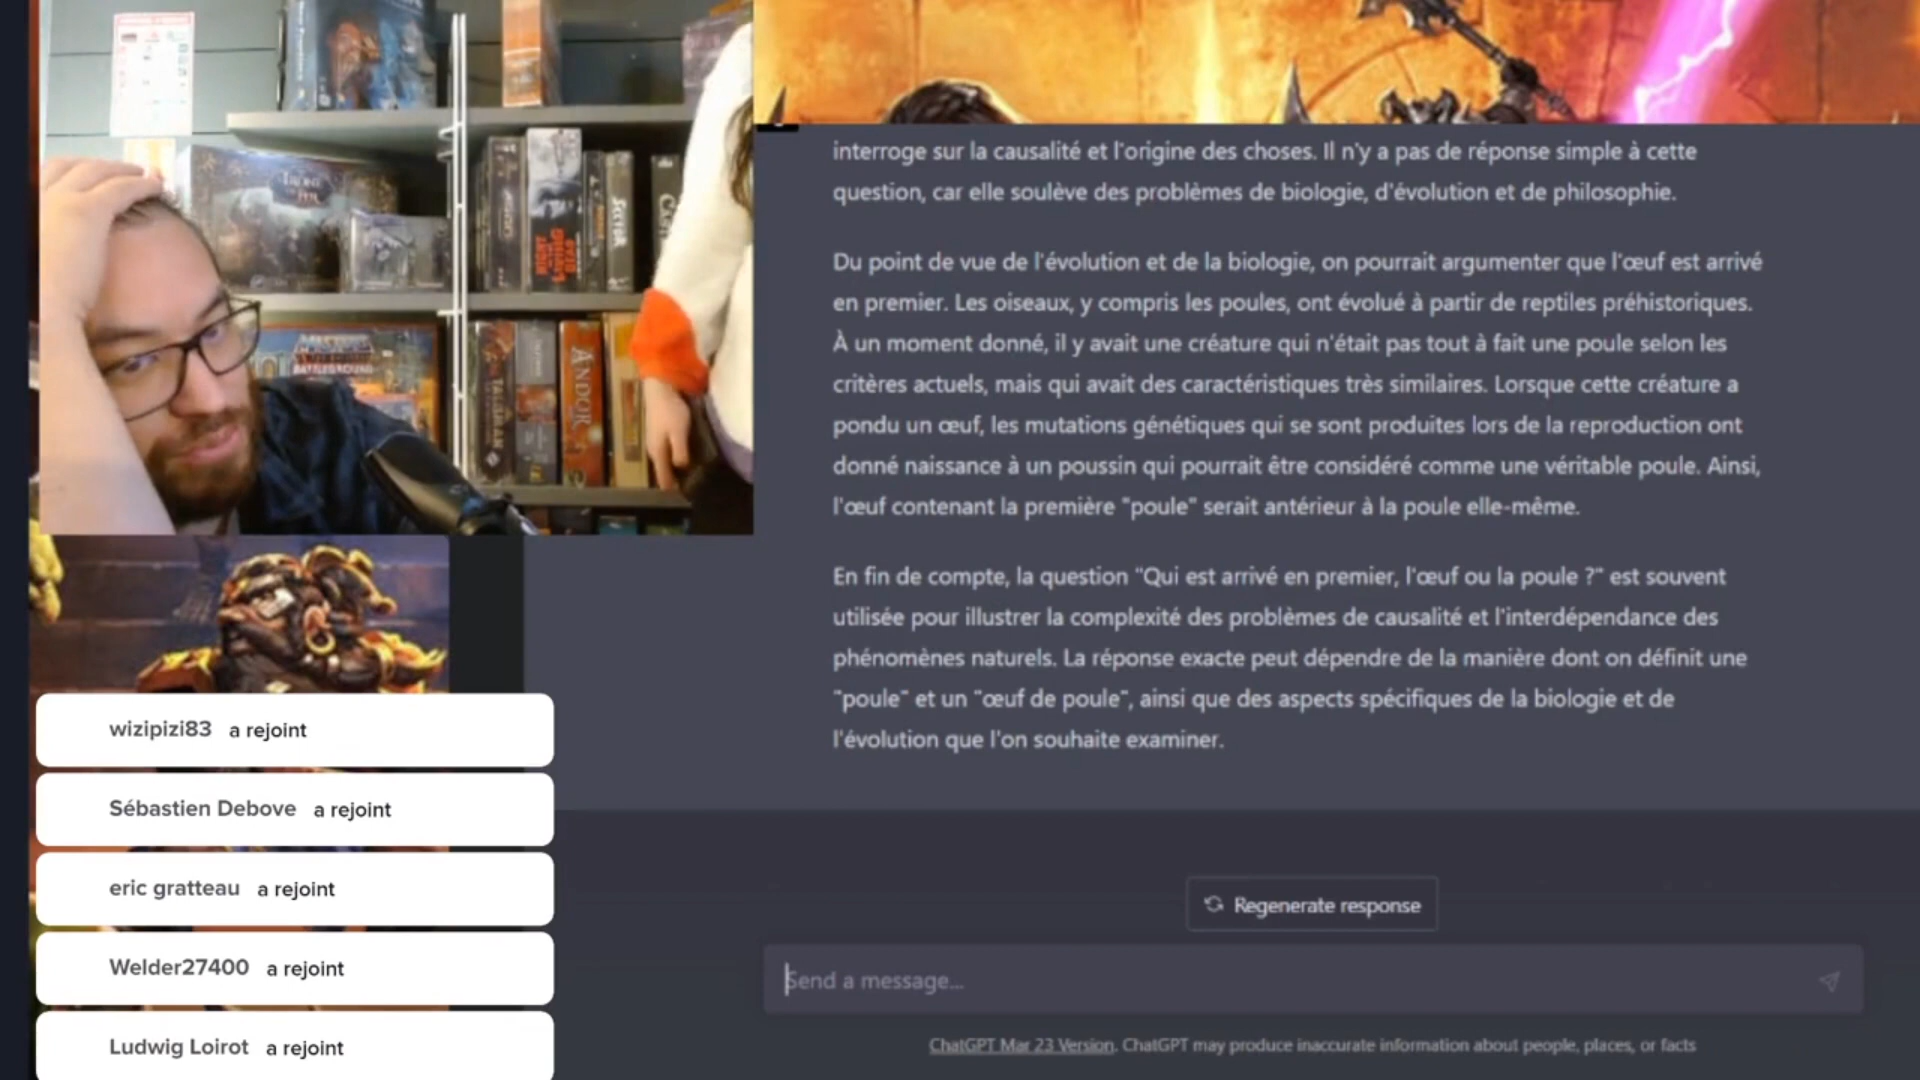 NIGHT
LIVING
DEAD
SECTOR
BATTLEGROUND
TALISMAN
ANDOR
interroge sur la causalité et l'origine des choses. Il n'y a pas de réponse simple à cette
question, car elle soulève des problèmes de biologie, d'évolution et de philosophie.
Du point de vue de l'évolution et de la biologie, on pourrait argumenter que l'œuf est arrivé
en premier. Les oiseaux, y compris les poules, ont évolué à partir de reptiles préhistoriques.
À un moment donné, il y avait une créature qui n'était pas tout à fait une poule selon les
critères actuels, mais qui avait des caractéristiques très similaires. Lorsque cette créature a
pondu un œuf, les mutations génétiques qui se sont produites lors de la reproduction ont
donné naissance à un poussin qui pourrait être considéré comme une véritable poule. Ainsi,
l'œuf contenant la première "poule" serait antérieur à la poule elle-même.
En fin de compte, la question "Qui est arrivé en premier, l'œuf ou la poule ?" est souvent
utilisée pour illustrer la complexité des problèmes de causalité et l'interdépendance des
phénomènes naturels. La réponse exacte peut dépendre de la manière dont on définit une
"poule" et un "œuf de poule", ainsi que des aspects spécifiques de la biologie et de
l'évolution que l'on souhaite examiner.
wizipizi83 a rejoint
Sébastien Debove a rejoint
eric gratteau a rejoint
Welder27400 a rejoint
Ludwig Loirot a rejoint
Regenerate response
Send a message...
ChatGPT Mar 23 Version. ChatGPT may produce inaccurate information about people, places, or facts